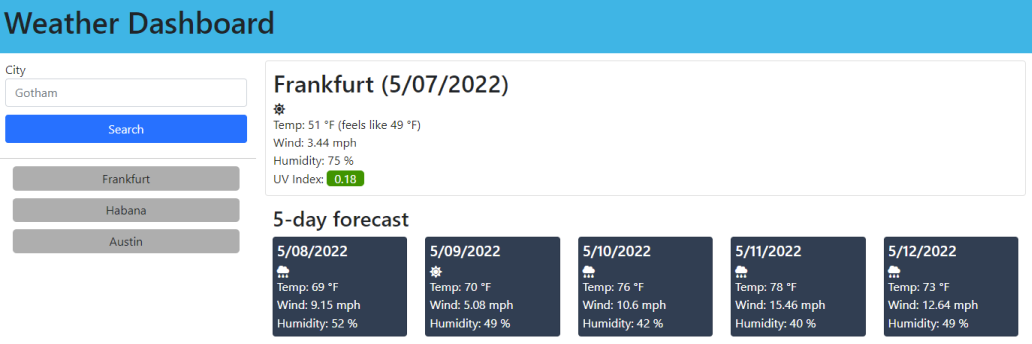 Weather Dashboard
City
Gotham
Search
Frankfurt
Habana
Austin
Frankfurt (5/07/2022)
Temp: 51 °F (feels like 49 °F)
Wind: 3.44 mph
Humidity: 75 %
UV Index: 0.18
5-day forecast
5/08/2022
Temp: 69 °F
Wind: 9.15 mph
Humidity: 52 %
5/09/2022
Temp: 70 °F
Wind: 5.08 mph
Humidity: 49 %
5/10/2022
Temp: 76 °F
Wind: 10.6 mph
Humidity: 42 %
5/11/2022
Temp: 78 °F
Wind: 15.46 mph
Humidity: 40 %
5/12/2022
Temp: 73 °F
Wind: 12.64 mph
Humidity: 49 %